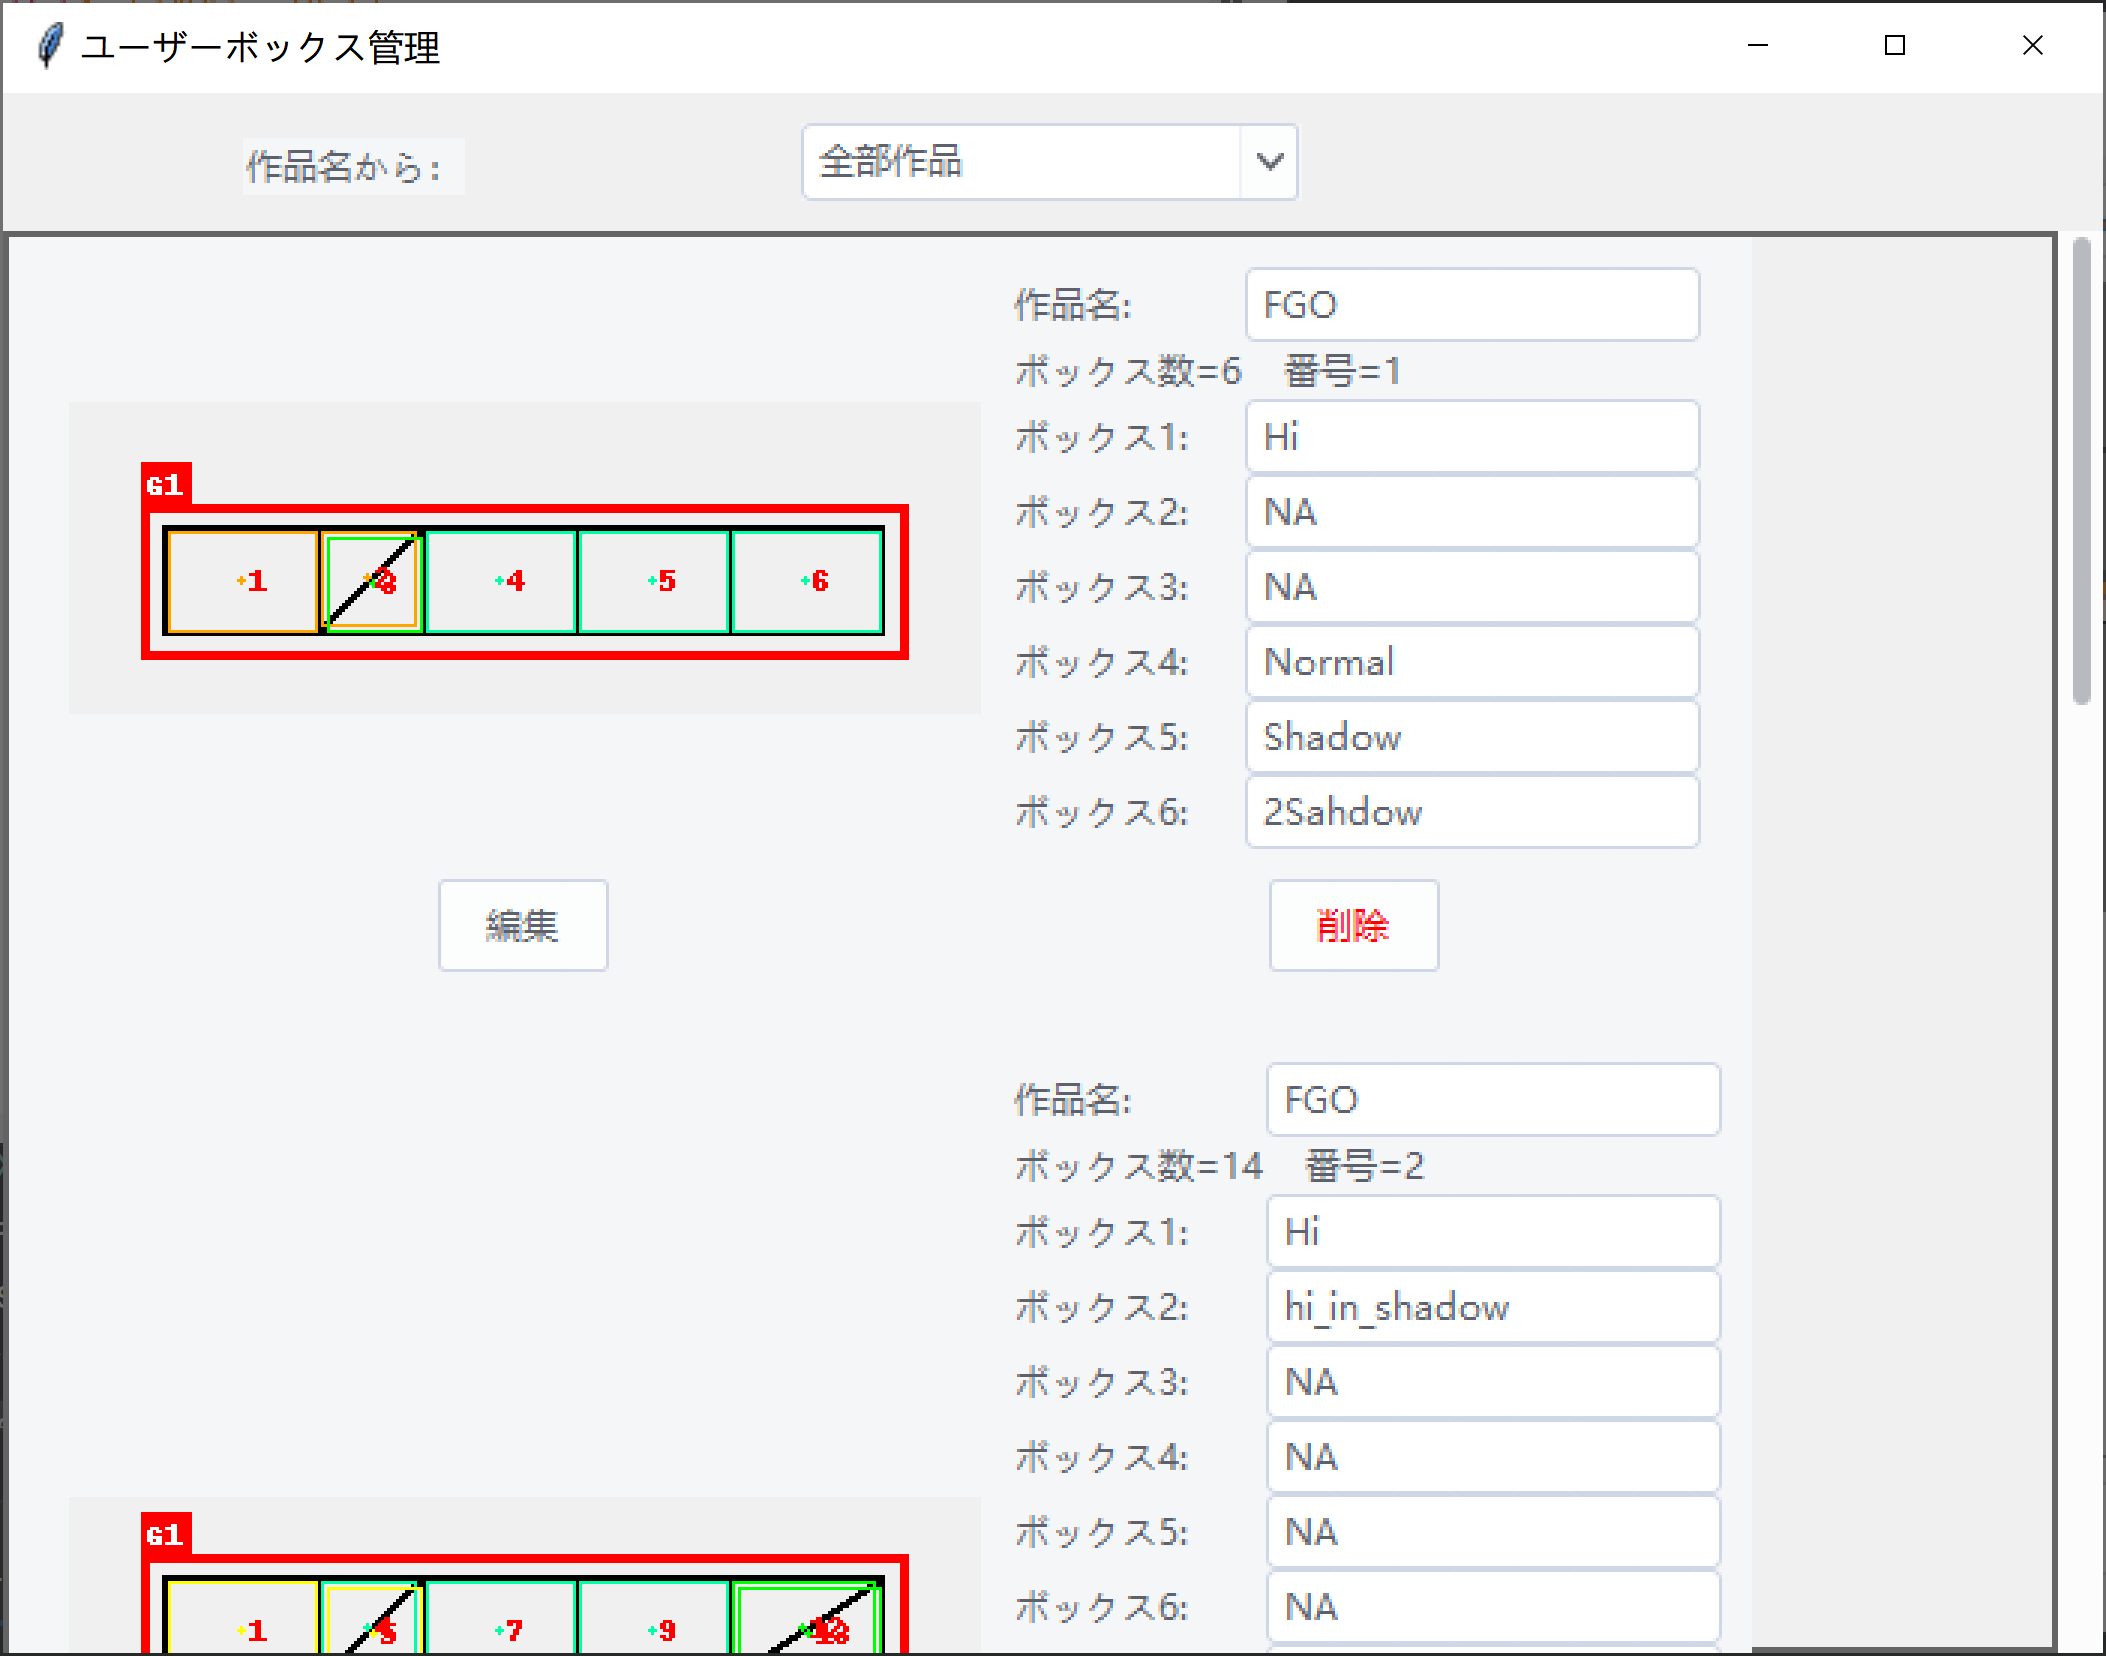 ユーザーボックス管理
作品名から:
全部作品
作品名: FGO
ボックス数=6 番号=1
ボックス1: Hi
ボックス2: NA
ボックス3: NA
ボックス4: Normal
ボックス5: Shadow
ボックス6: 2Sahdow
G1
1 4 5 6
編集 削除
作品名: FGO
ボックス数=14 番号=2
ボックス1: Hi
ボックス2: hi_in_shadow
ボックス3: NA
ボックス4: NA
ボックス5: NA
ボックス6: NA
G1
1 7 9